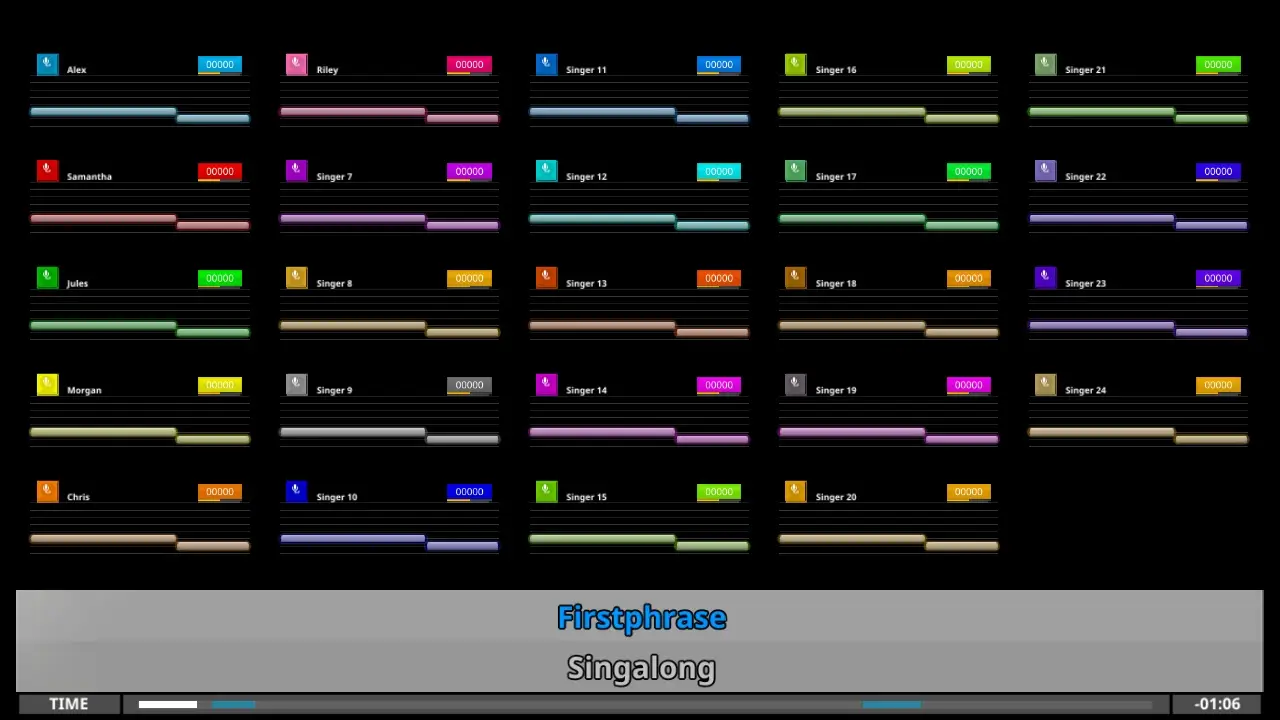 Alex 00000 Riley 00000 Singer 11 00000 Singer 16 00000 Singer 21 00000
Samantha 00000 Singer 7 00000 Singer 12 00000 Singer 17 00000 Singer 22 00000
Jules 00000 Singer 8 00000 Singer 13 00000 Singer 18 00000 Singer 23 00000
Morgan 00000 Singer 9 00000 Singer 14 00000 Singer 19 00000 Singer 24 00000
Chris 00000 Singer 10 00000 Singer 15 00000 Singer 20 00000
Firstphrase
Singalong
TIME -01:06